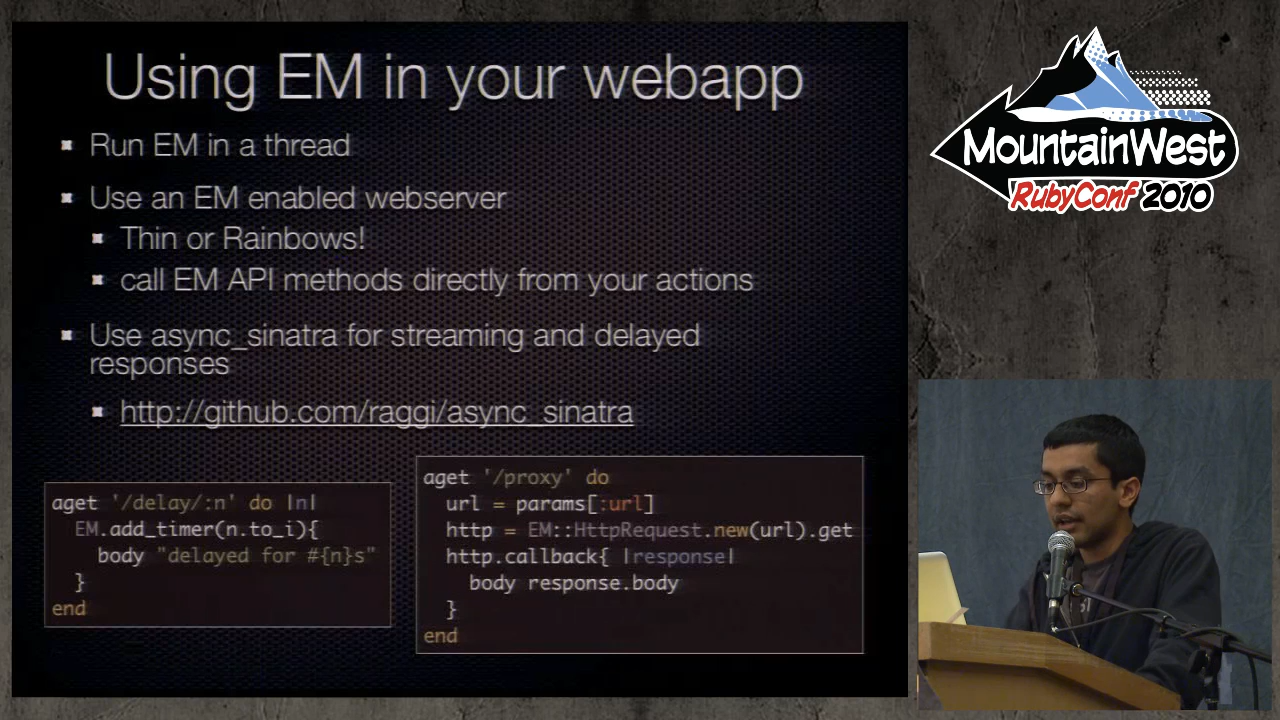 Using EM in your webapp
Run EM in a thread
Use an EM enabled webserver
Thin or Rainbows!
call EM API methods directly from your actions
Use async_sinatra for streaming and delayed
responses
http://github.com/raggi/async_sinatra
aget '/delay/:n' do |n|
EM.add_timer(n.to_i){
body "delayed for #{n}s"
}
end
aget '/proxy' do
url = params[:url]
http = EM::HttpRequest.new(url).get
http.callback{ |response|
body response.body
}
end
MountainWest
RubyConf 2010